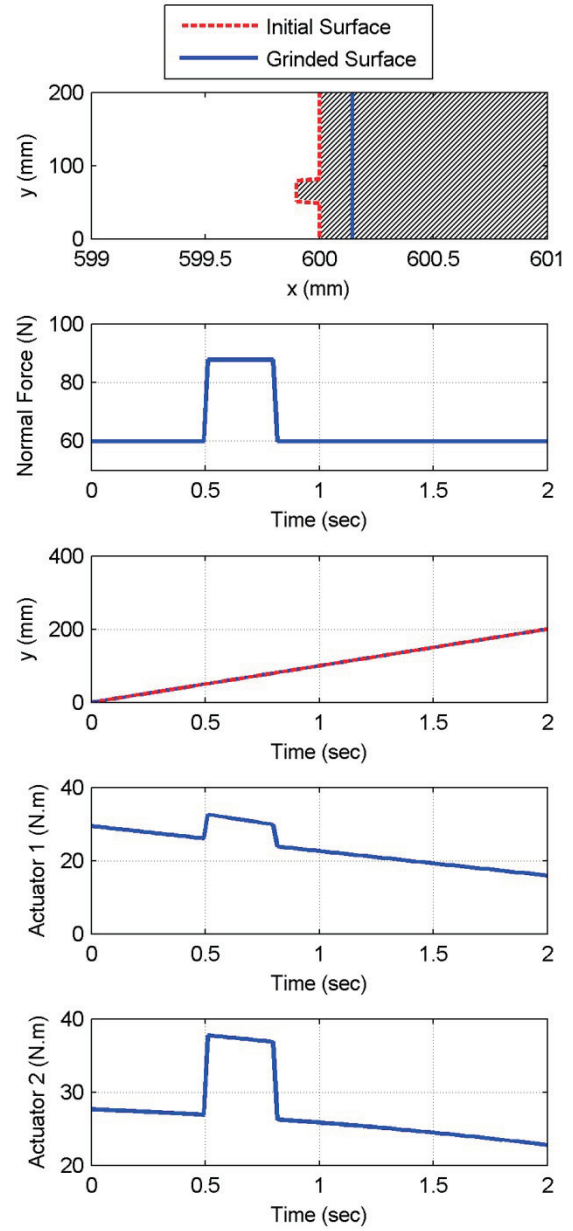 Initial Surface
Grinded Surface
200
100
0
y (mm)
599 599.5 600 600.5 601
x (mm)
100
80
60
Normal Force (N)
0 0.5 1 1.5 2
Time (sec)
400
200
0
y (mm)
0 0.5 1 1.5 2
Time (sec)
40
20
0
Actuator 1 (N.m)
0 0.5 1 1.5 2
Time (sec)
40
30
20
Actuator 2 (N.m)
0 0.5 1 1.5 2
Time (sec)